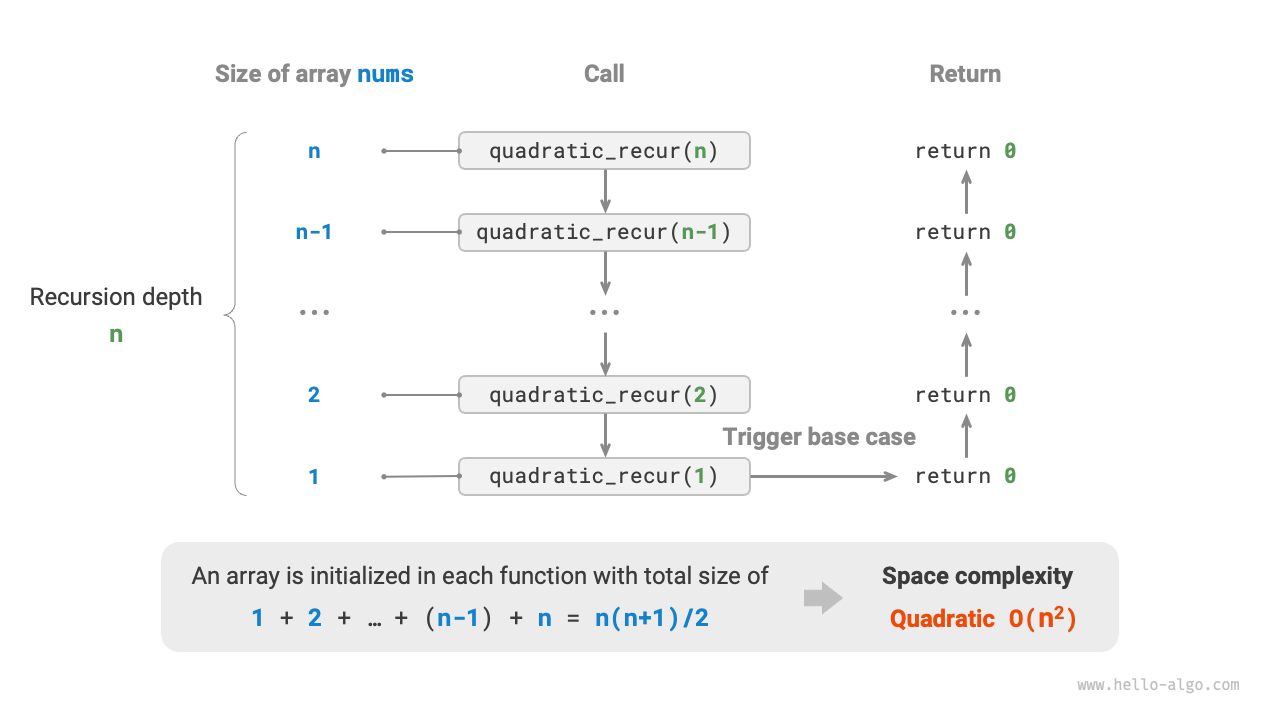 Size of array nums Call Return
n quadratic_recur(n) return 0
n-1 quadratic_recur(n-1) return 0
Recursion depth
n
... ... ...
2 quadratic_recur(2) return 0
Trigger base case
1 quadratic_recur(1) return 0
An array is initialized in each function with total size of
1 + 2 + … + (n-1) + n = n(n+1)/2
Space complexity
Quadratic O(n²)
www.hello-algo.com